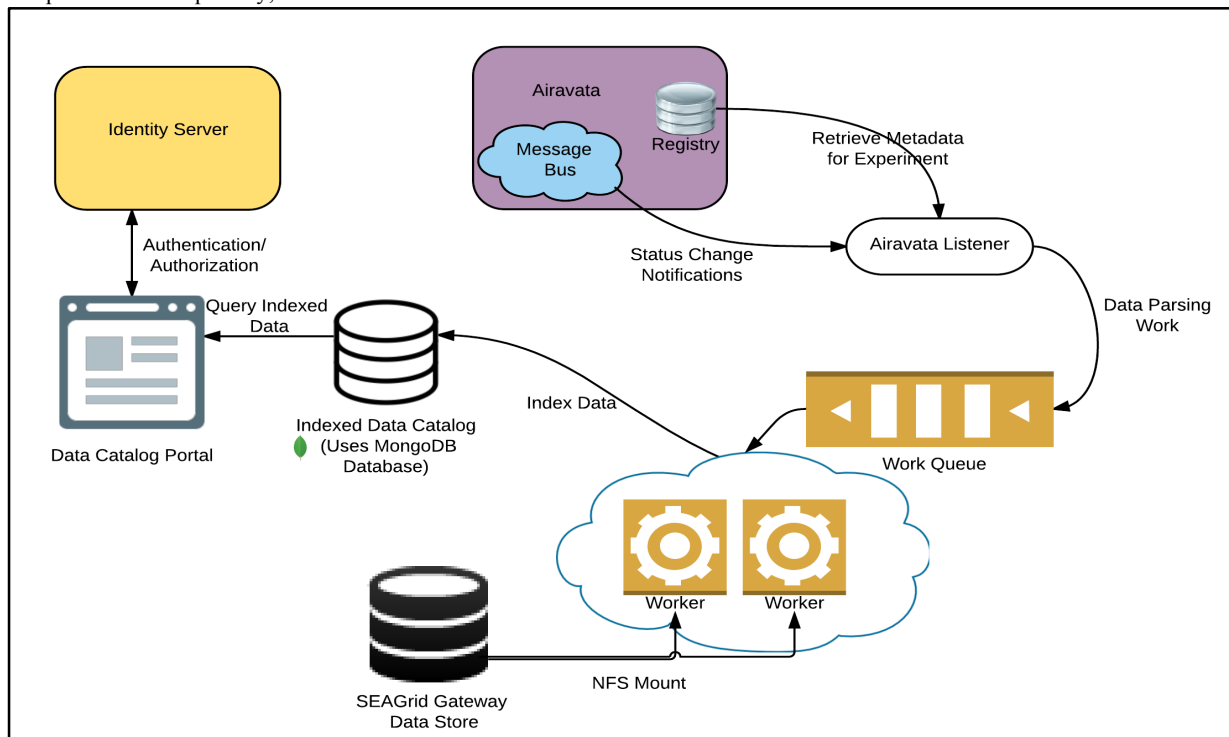 Identity Server
Airavata
Registry
Message
Bus
Retrieve Metadata
for Experiment
Airavata Listener
Status Change
Notifications
Authentication/
Authorization
Data Parsing
Work
Query Indexed
Data
Index Data
Indexed Data Catalog
(Uses MongoDB
Database)
Data Catalog Portal
Work Queue
Worker
Worker
NFS Mount
SEAGrid Gateway
Data Store